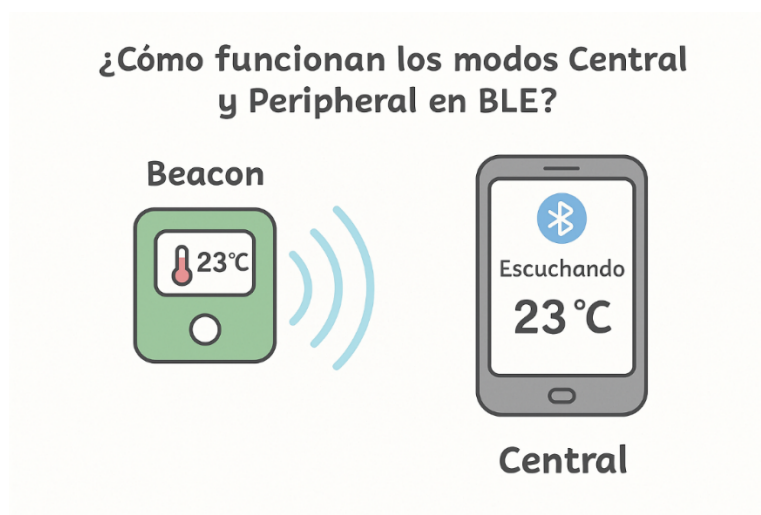 ¿Cómo funcionan los modos Central
y Peripheral en BLE?
Beacon
23°C
Escuchando
23°C
Central